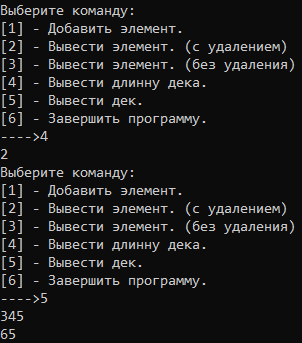 Выберите команду:
[1] - Добавить элемент.
[2] - Вывести элемент. (с удалением)
[3] - Вывести элемент. (без удаления)
[4] - Вывести длинну дека.
[5] - Вывести дек.
[6] - Завершить программу.
---->4
2
Выберите команду:
[1] - Добавить элемент.
[2] - Вывести элемент. (с удалением)
[3] - Вывести элемент. (без удаления)
[4] - Вывести длинну дека.
[5] - Вывести дек.
[6] - Завершить программу.
---->5
345
65